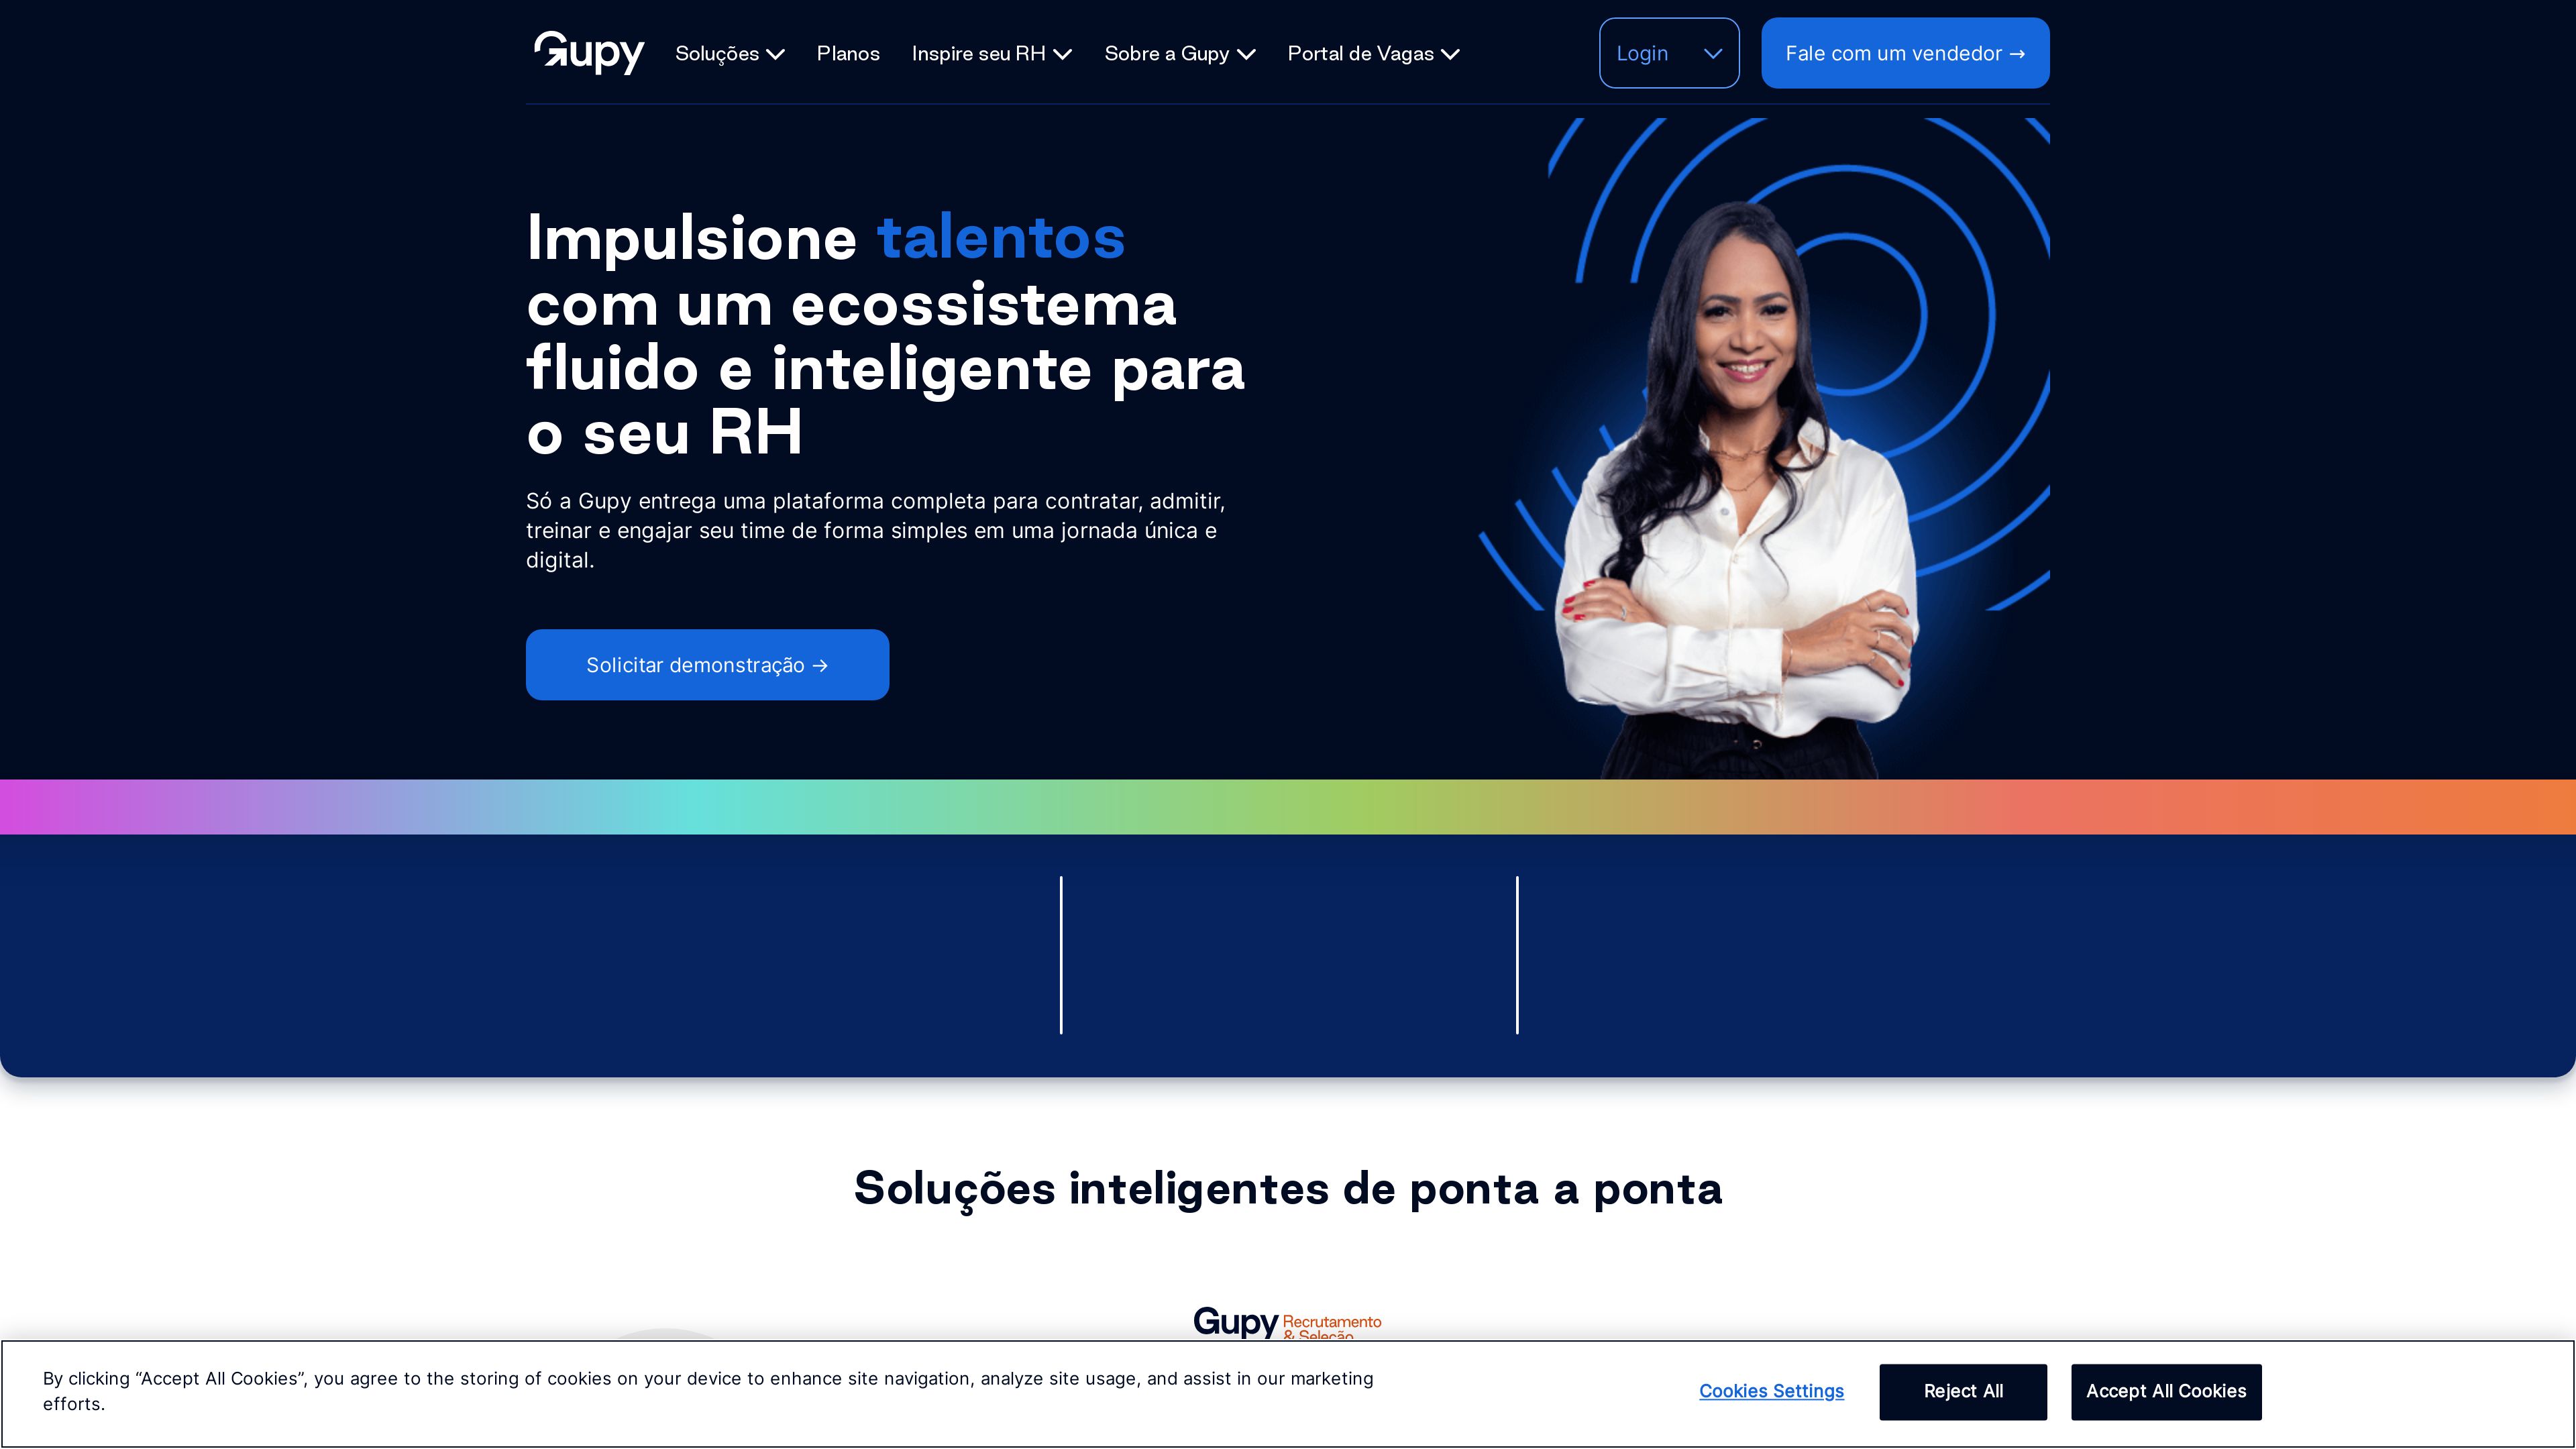 Gupy
Soluções
Planos
Inspire seu RH
Sobre a Gupy
Portal de Vagas
Login
Fale com um vendedor →
Impulsione talentos
com um ecossistema
fluido e inteligente para
o seu RH
Só a Gupy entrega uma plataforma completa para contratar, admitir,
treinar e engajar seu time de forma simples em uma jornada única e
digital.
Solicitar demonstração →
Soluções inteligentes de ponta a ponta
Gupy Recrutamento
& Seleção
By clicking “Accept All Cookies”, you agree to the storing of cookies on your device to enhance site navigation, analyze site usage, and assist in our marketing
efforts.
Cookies Settings
Reject All
Accept All Cookies